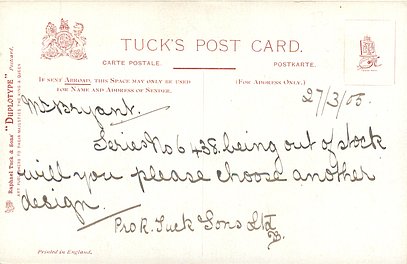 TUCK'S POST CARD.
CARTE POSTALE. POSTKARTE.
IF SENT ABROAD, THIS SPACE MAY ONLY BE USED
FOR NAME AND ADDRESS OF SENDER.
(FOR ADDRESS ONLY.)
27/3/05.
Mr Bryant.
Series No 6438. being out of stock
will you please choose another
design.
Pro R. Tuck & Sons Ltd
Printed in England.
Raphael Tuck & Sons' "DUPLOTYPE" Postcard.